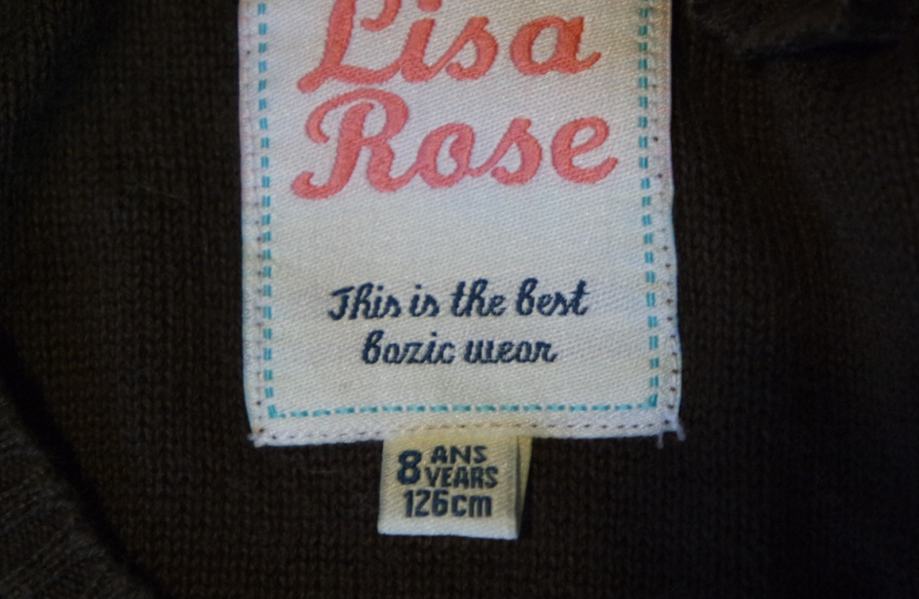 Lisa
Rose
This is the best
bazic wear
8 ANS
YEARS
126cm